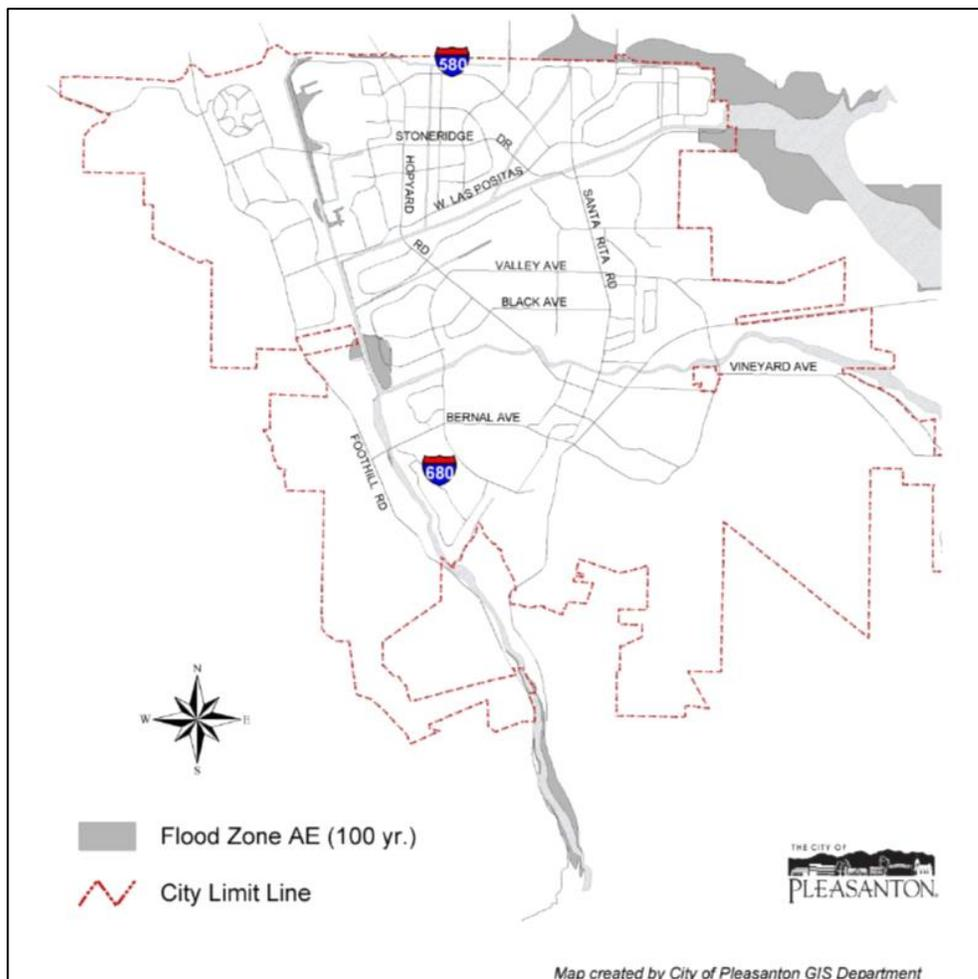 580
STONERIDGE DR
HOPYARD RD
W. LAS POSITAS
SANTA RITA RD
VALLEY AVE
BLACK AVE
VINEYARD AVE
BERNAL AVE
FOOTHILL RD
680
N
W E
S
Flood Zone AE (100 yr.)
City Limit Line
THE CITY OF
PLEASANTON.
Map created by City of Pleasanton GIS Department